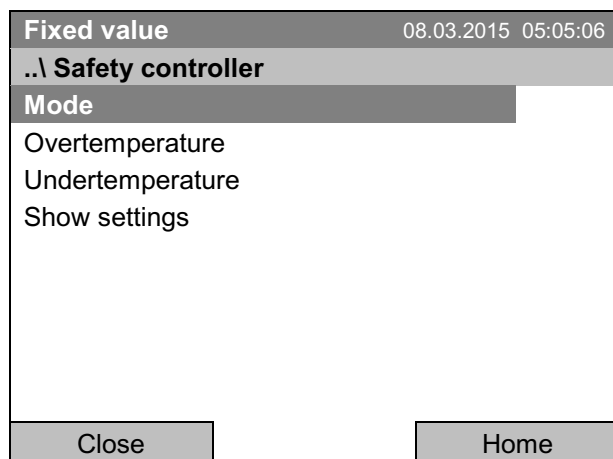 Fixed value 08.03.2015 05:05:06
..\ Safety controller
Mode
Overtemperature
Undertemperature
Show settings
Close Home